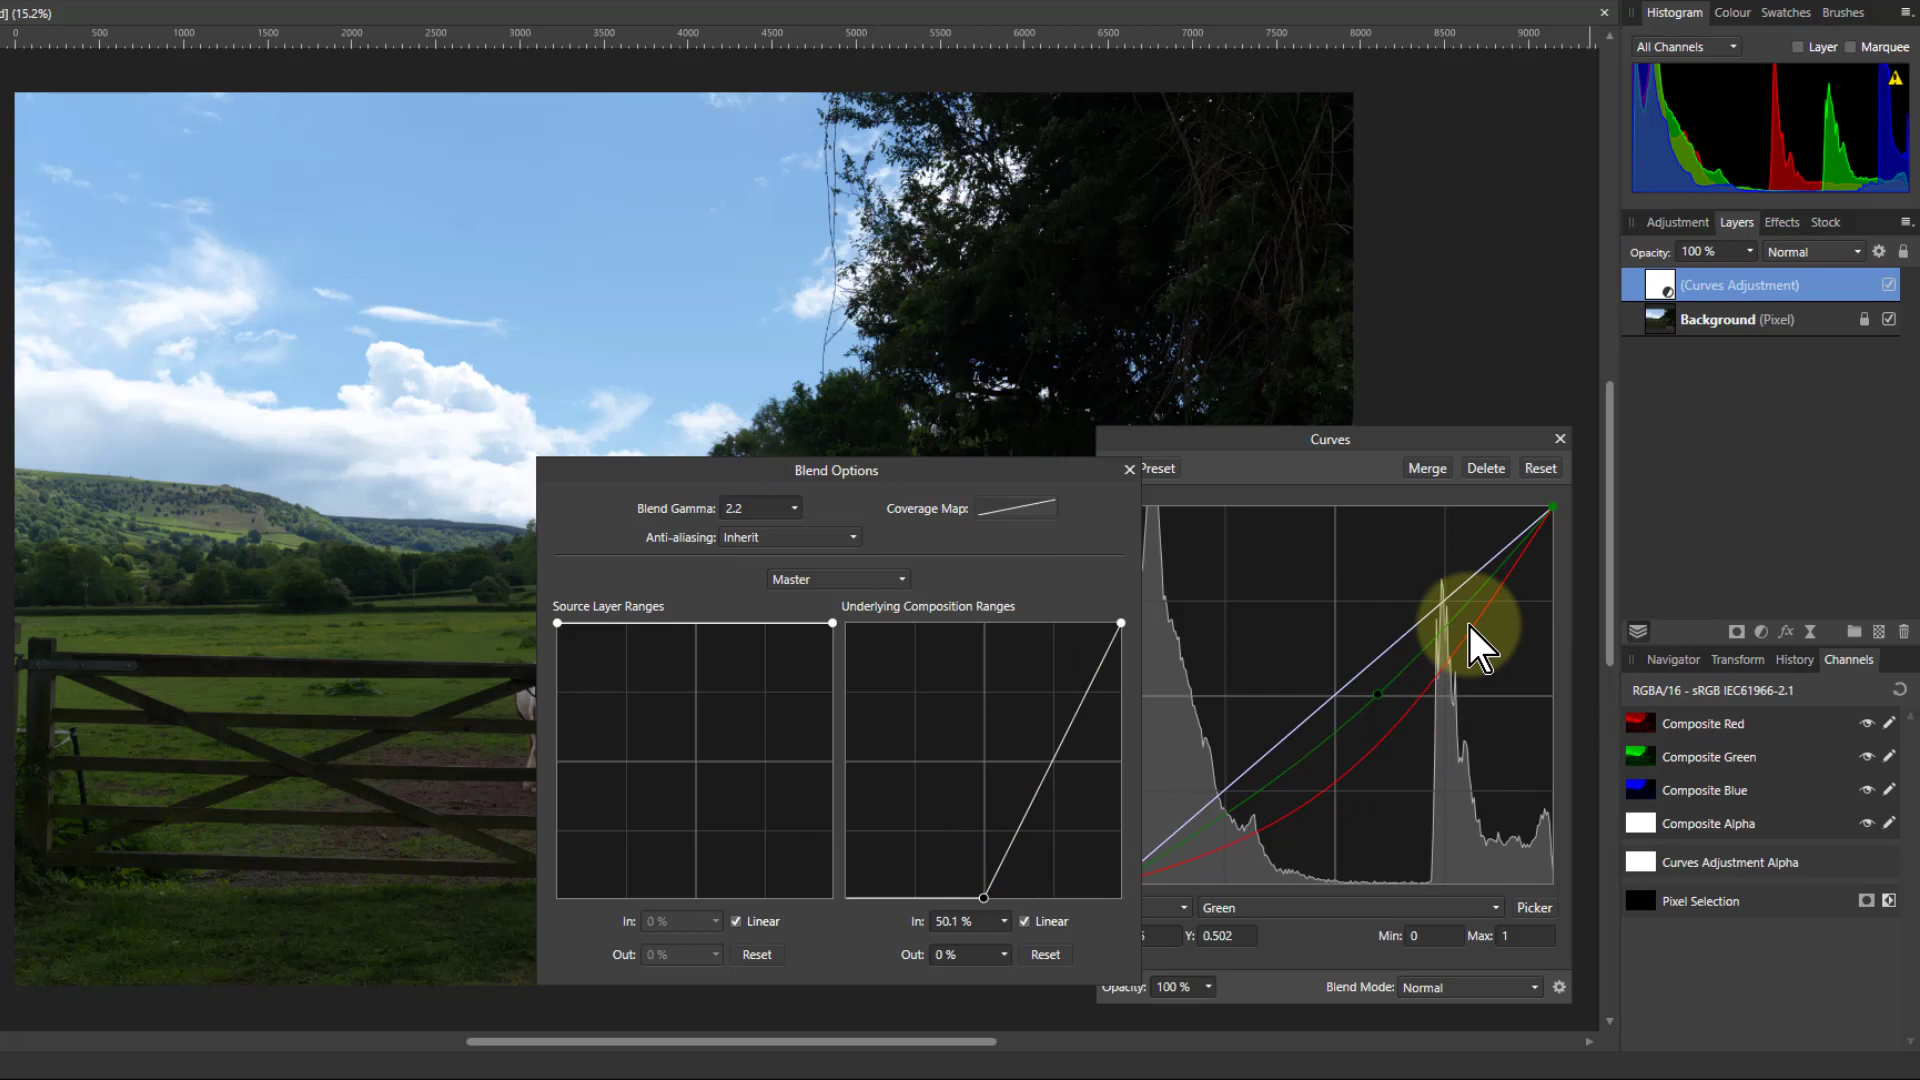 d] (15.2%)
0 500 1000 1500 2000 2500 3000 3500 4000 4500 5000 5500 6000 6500 7000 7500 8000 8500 9000
Histogram Colour Swatches Brushes
All Channels Layer Marquee
Adjustment Layers Effects Stock
Opacity: 100 % Normal
(Curves Adjustment)
Background (Pixel)
Curves
Preset Merge Delete Reset
Blend Options
Blend Gamma: 2.2 Coverage Map:
Anti-aliasing: Inherit
Master
Source Layer Ranges Underlying Composition Ranges
In: 0 % Linear In: 50.1 % Linear
Out: 0 % Reset Out: 0 % Reset
Green Picker
5 Y: 0.502 Min: 0 Max: 1
Opacity: 100 % Blend Mode: Normal
fx
Navigator Transform History Channels
RGBA/16 - sRGB IEC61966-2.1
Composite Red
Composite Green
Composite Blue
Composite Alpha
Curves Adjustment Alpha
Pixel Selection